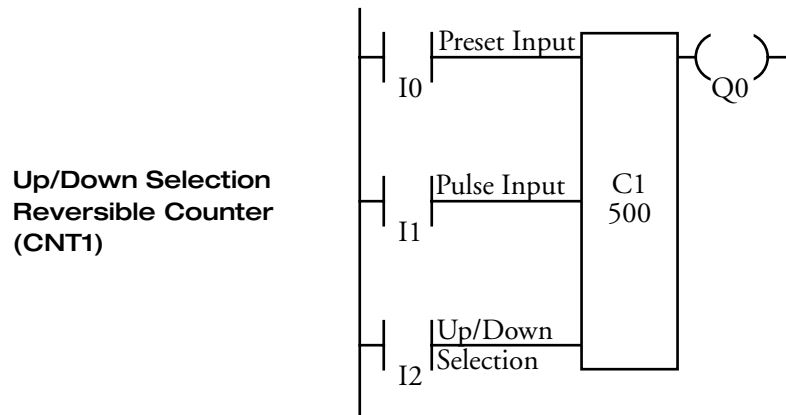 Up/Down Selection
Reversible Counter
(CNT1)
Preset Input
I0
Q0
Pulse Input
I1
C1
500
Up/Down
Selection
I2